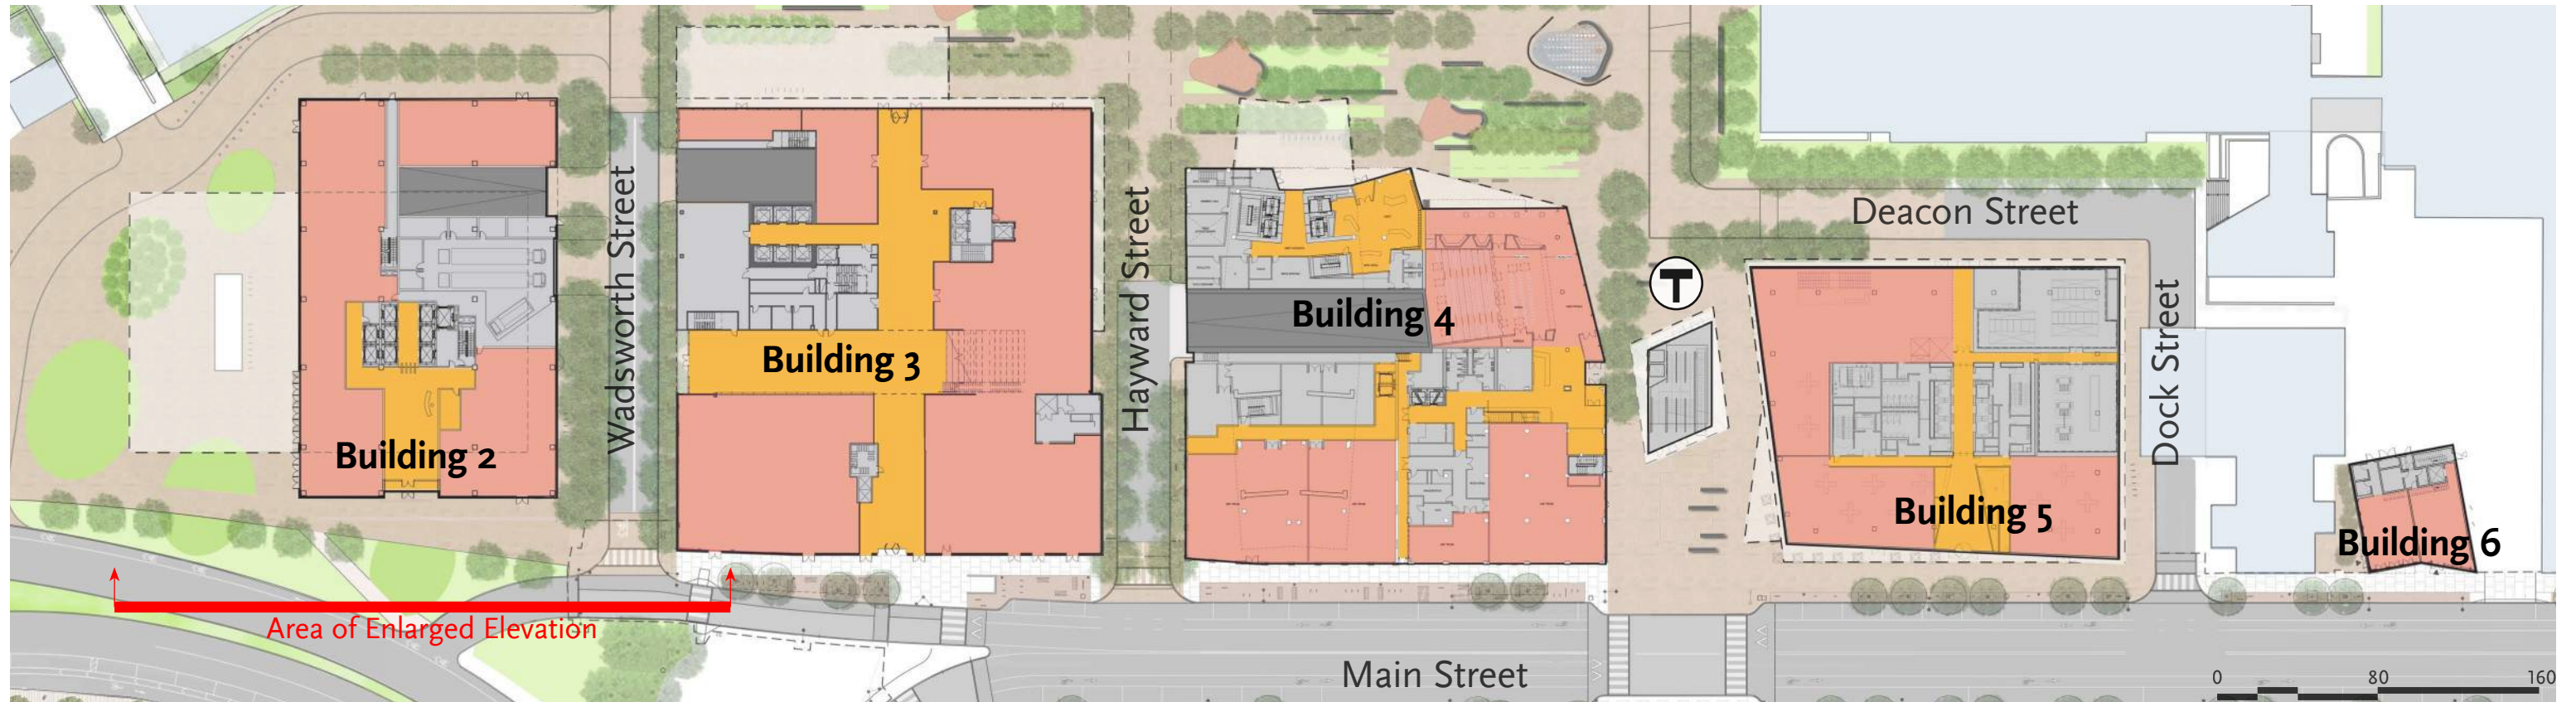 Building 2
Wadsworth Street
Building 3
Hayward Street
Building 4
T
Deacon Street
Building 5
Dock Street
Building 6
Area of Enlarged Elevation
Main Street
0 80 160